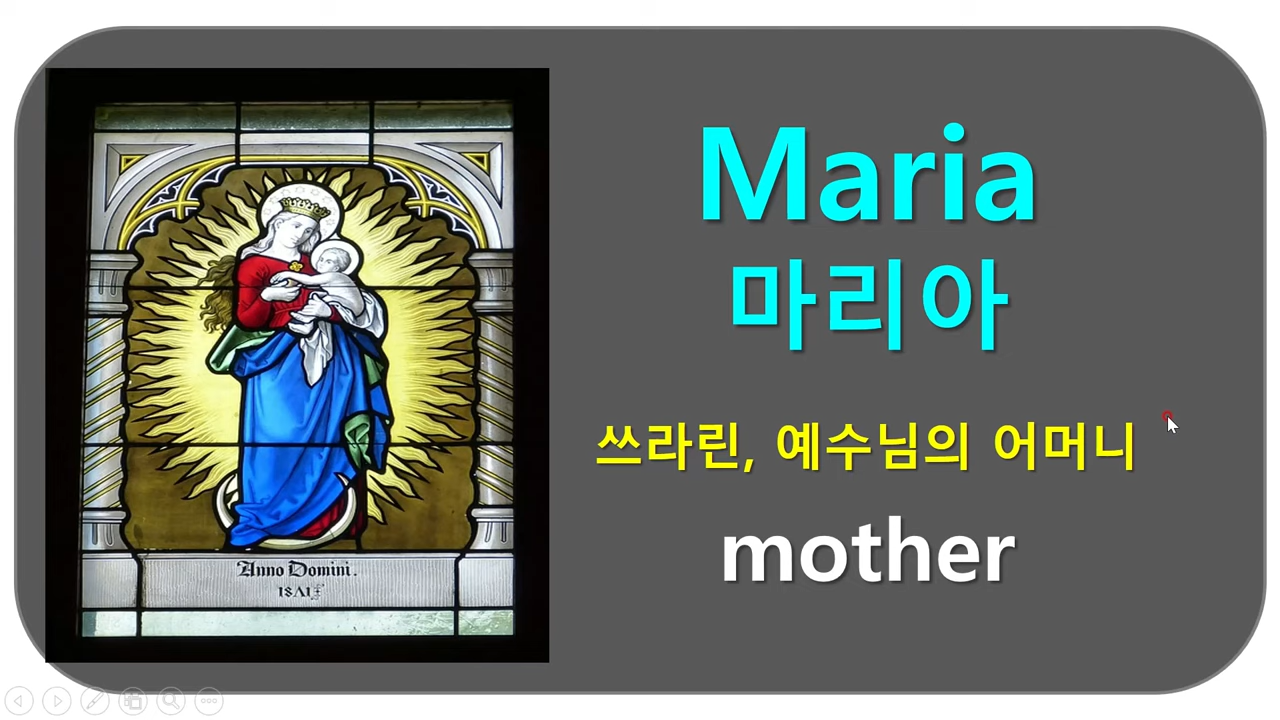 Anno Domini.
Maria
마리아
쓰라린, 예수님의 어머니
mother